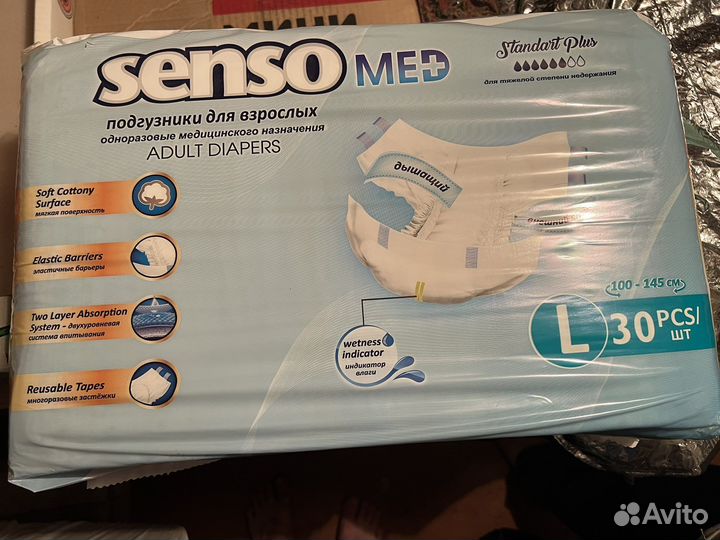 мини
senso MED
Standart Plus
для тяжелой степени недержания
подгузники для взрослых
одноразовые медицинского назначения
ADULT DIAPERS
дышащий
Soft Cottony
Surface
мягкая поверхность
Elastic Barriers
эластичные барьеры
Two Layer Absorption
System - двухуровневая
система впитывания
Reusable Tapes
многоразовые застёжки
wetness
indicator
индикатор
влаги
100 - 145 см
L 30 PCS/
ШТ
Avito